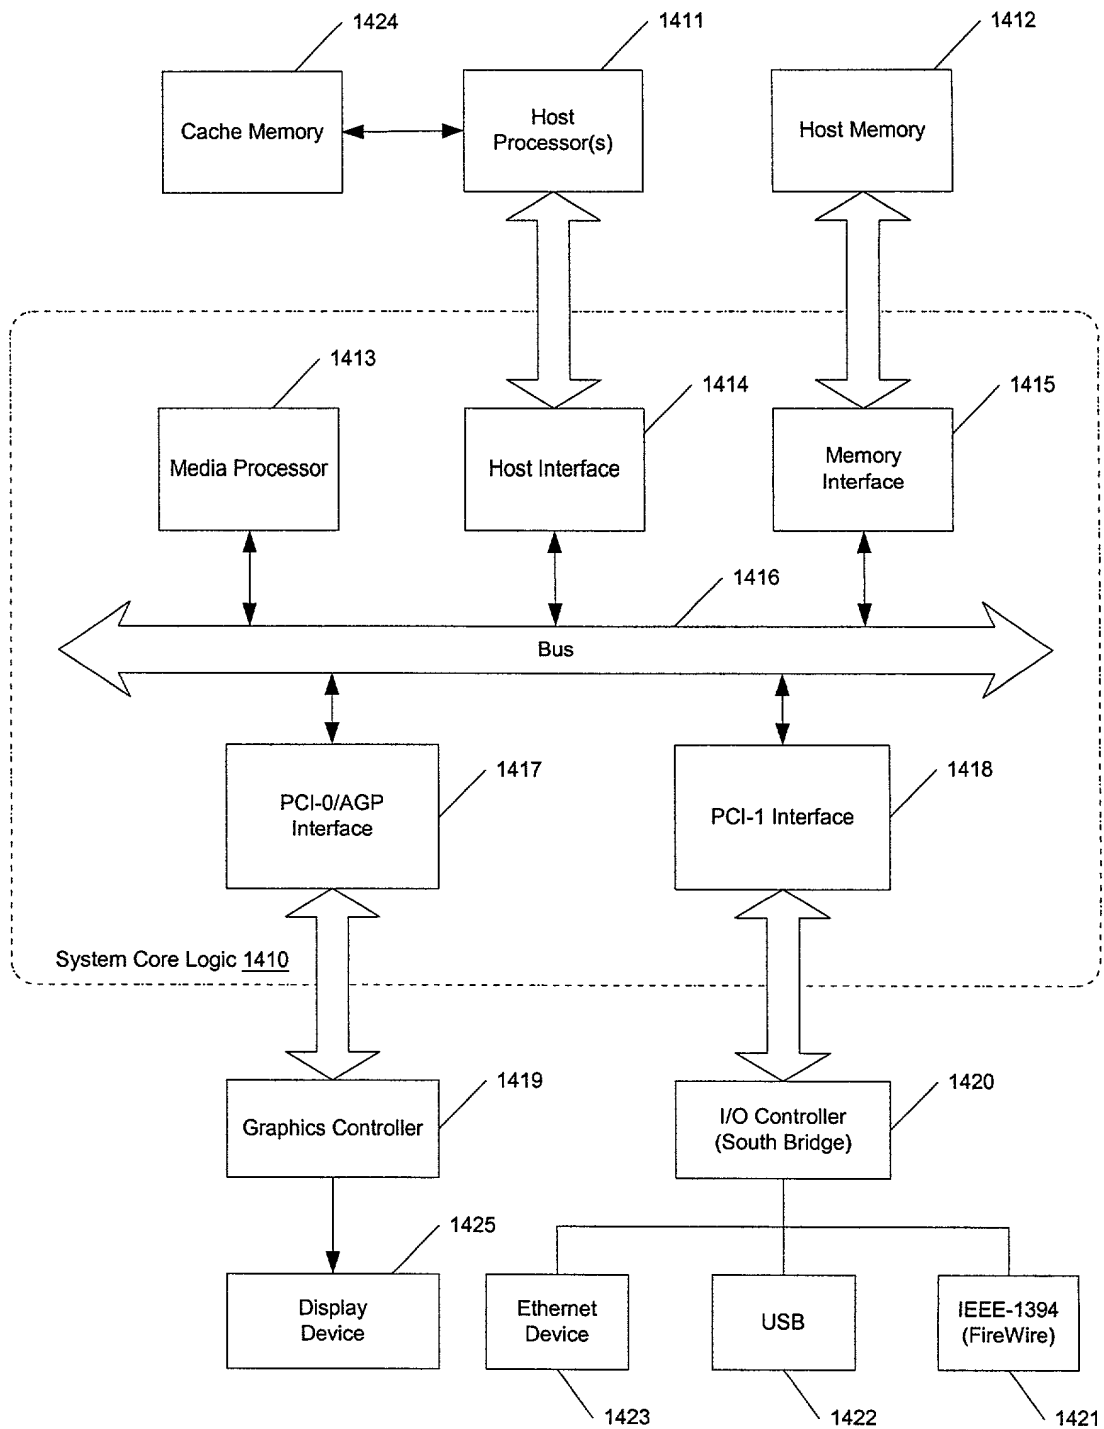 1424
1411
1412
Cache Memory
Host
Processor(s)
Host Memory
1413
1414
1415
Media Processor
Host Interface
Memory
Interface
1416
Bus
1417
1418
PCI-0/AGP
Interface
PCI-1 Interface
System Core Logic 1410
1419
1420
Graphics Controller
I/O Controller
(South Bridge)
1425
Display
Device
Ethernet
Device
USB
IEEE-1394
(FireWire)
1423
1422
1421